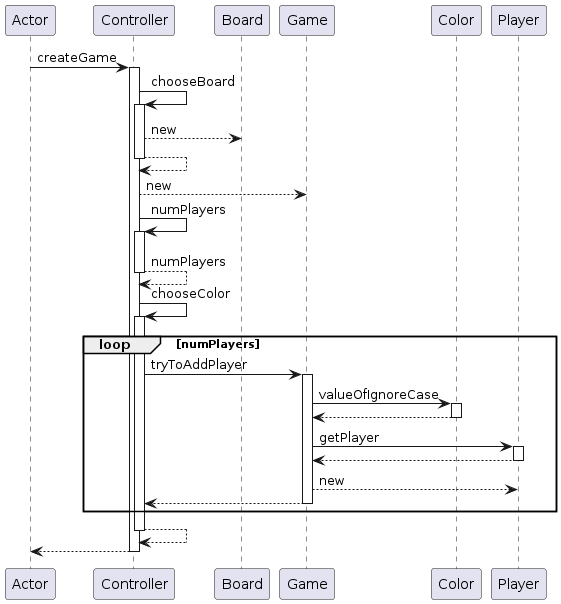 Actor Controller Board Game Color Player
createGame
chooseBoard
new
new
numPlayers
numPlayers
chooseColor
loop [numPlayers]
tryToAddPlayer
valueOfIgnoreCase
getPlayer
new
Actor Controller Board Game Color Player